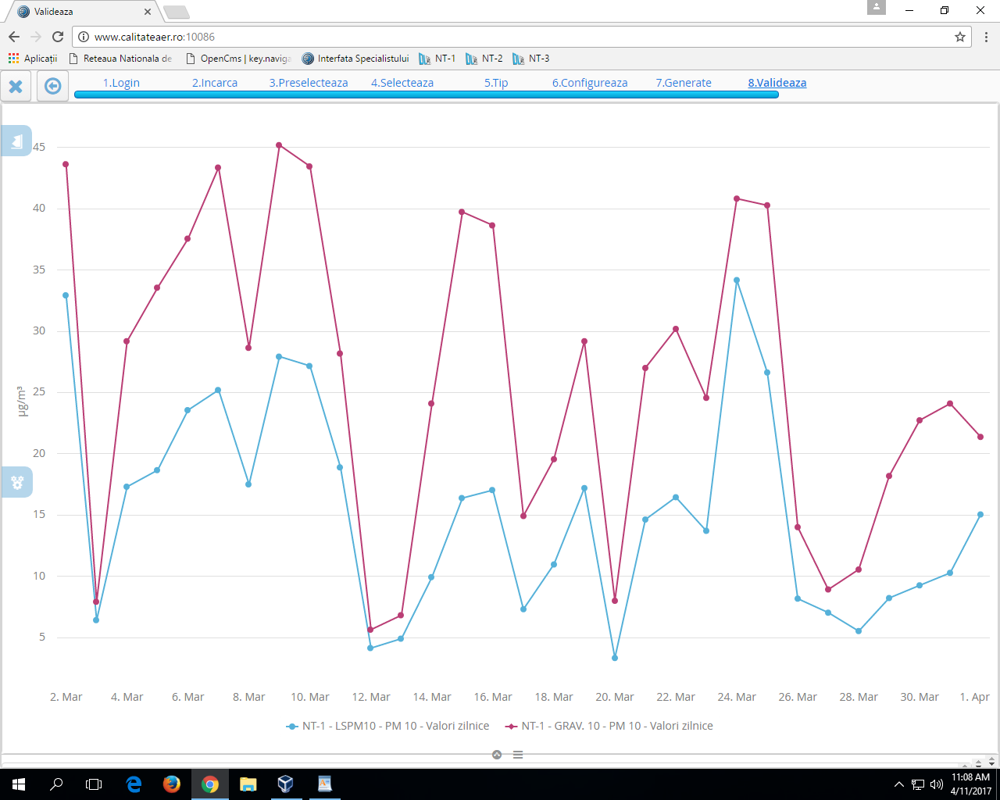 Valideaza
www.calitateaer.ro:10086
Aplicații Reteaua Nationala de OpenCms | key.naviga Interfata Specialistului NT-1 NT-2 NT-3
1.Login 2.Incarca 3.Preselecteaza 4.Selecteaza 5.Tip 6.Configureaza 7.Generate 8.Valideaza
45
40
35
30
25
20
15
10
5
µg/m³
2. Mar 4. Mar 6. Mar 8. Mar 10. Mar 12. Mar 14. Mar 16. Mar 18. Mar 20. Mar 22. Mar 24. Mar 26. Mar 28. Mar 30. Mar 1. Apr
NT-1 - LSPM10 - PM 10 - Valori zilnice NT-1 - GRAV. 10 - PM 10 - Valori zilnice
11:08 AM
4/11/2017